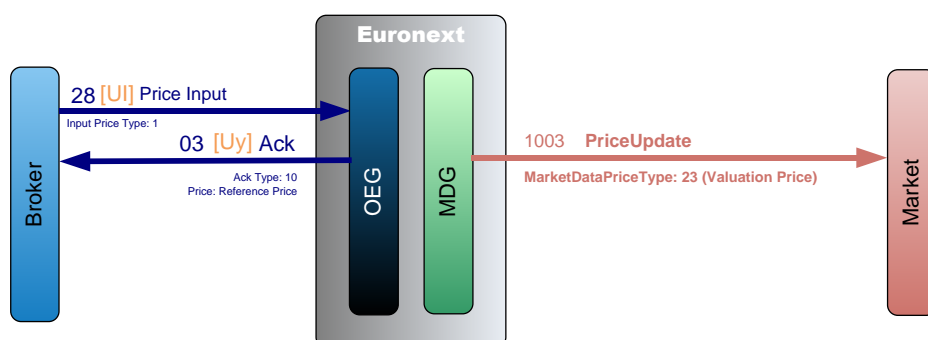 Euronext
28 [UI] Price Input
Input Price Type: 1
03 [Uy] Ack
Ack Type: 10
Price: Reference Price
Broker
OEG
MDG
1003 PriceUpdate
MarketDataPriceType: 23 (Valuation Price)
Market